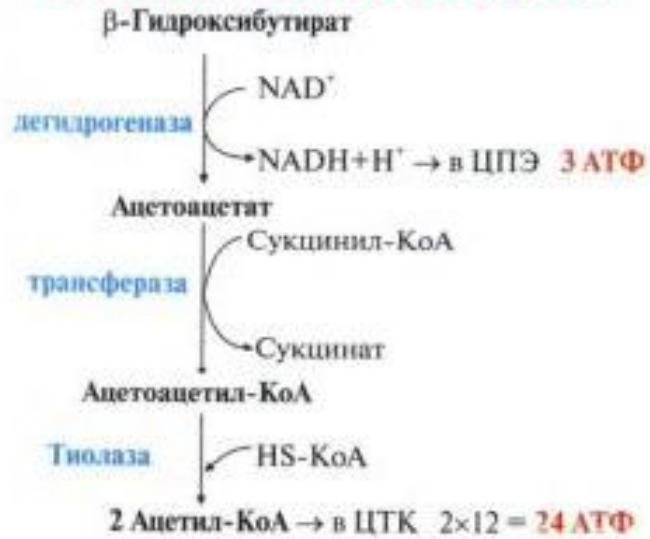 β-Гидроксибутират
NAD⁺
дегидрогеназа
NADH+H⁺ → в ЦПЭ 3 АТФ
Ацетоацетат
Сукцинил-КоА
трансфераза
Сукцинат
Ацетоацетил-КоА
Тиолаза
HS-КоА
2 Ацетил-КоА → в ЦТК 2×12 = 24 АТФ